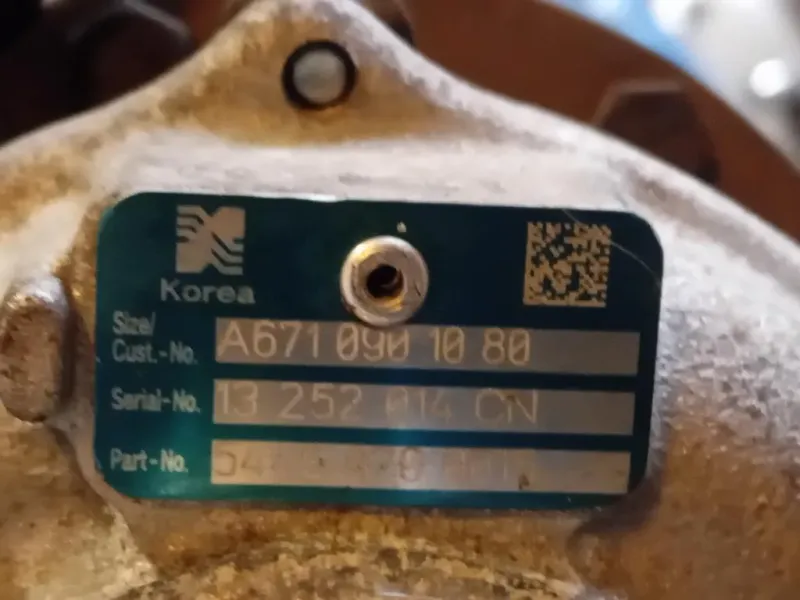 Korea
Size/
Cust.-No. A671 090 10 80
Serial-No. 13 252 014 CN
Part-No.